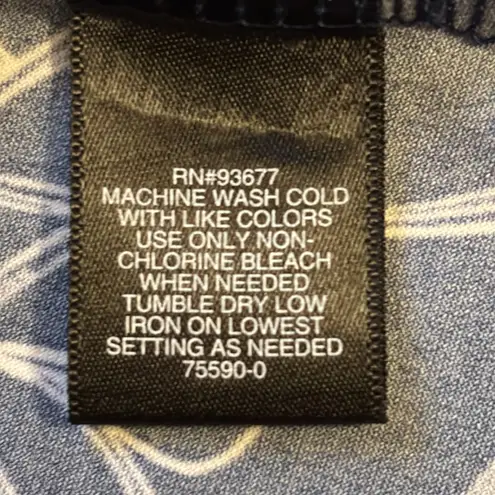 RN#93677
MACHINE WASH COLD
WITH LIKE COLORS
USE ONLY NON-
CHLORINE BLEACH
WHEN NEEDED
TUMBLE DRY LOW
IRON ON LOWEST
SETTING AS NEEDED
75590-0